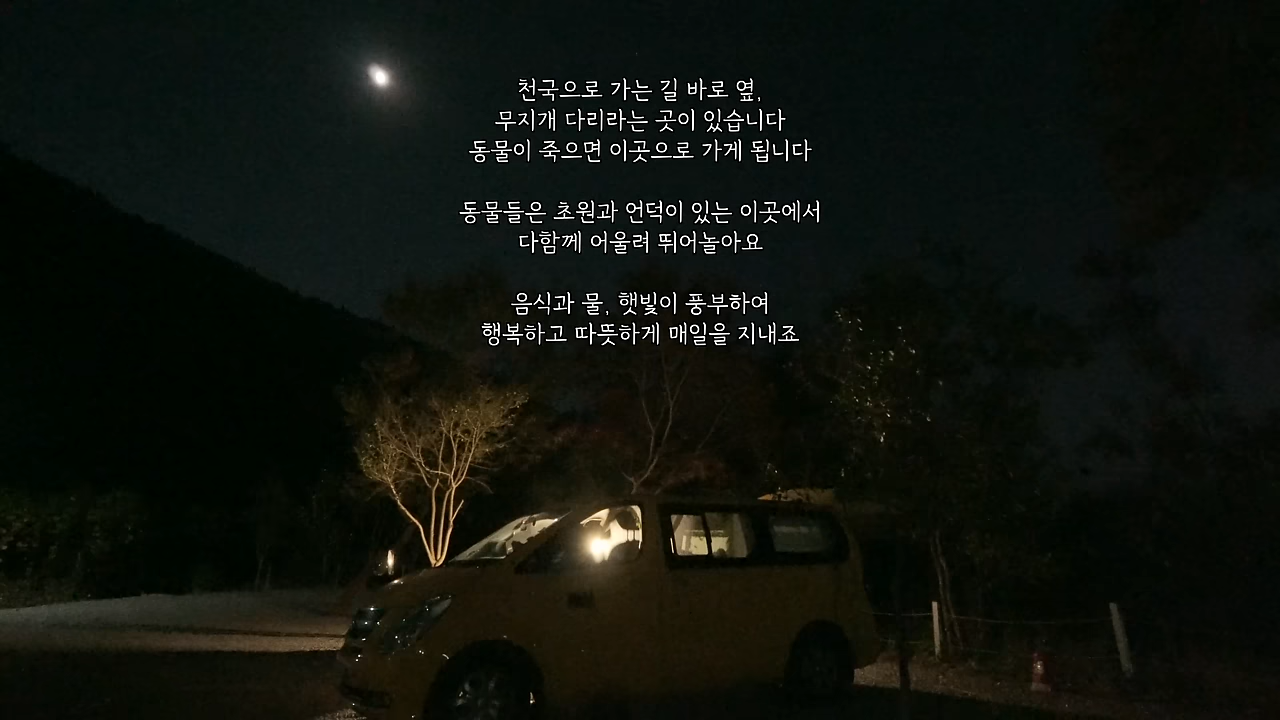 천국으로 가는 길 바로 옆,
무지개 다리라는 곳이 있습니다
동물이 죽으면 이곳으로 가게 됩니다
동물들은 초원과 언덕이 있는 이곳에서
다함께 어울려 뛰어놀아요
음식과 물, 햇빛이 풍부하여
행복하고 따뜻하게 매일을 지내죠